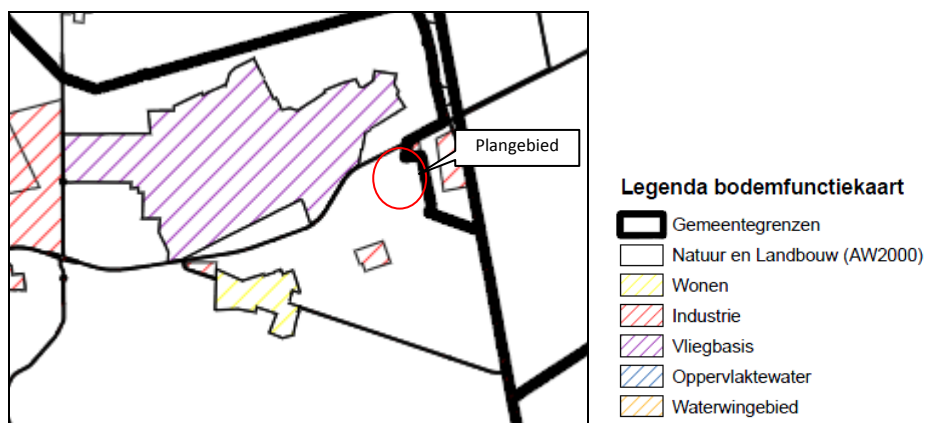 Plangebied
Legenda bodemfunctiekaart
Gemeentegrenzen
Natuur en Landbouw (AW2000)
Wonen
Industrie
Vliegbasis
Oppervlaktewater
Waterwingebied